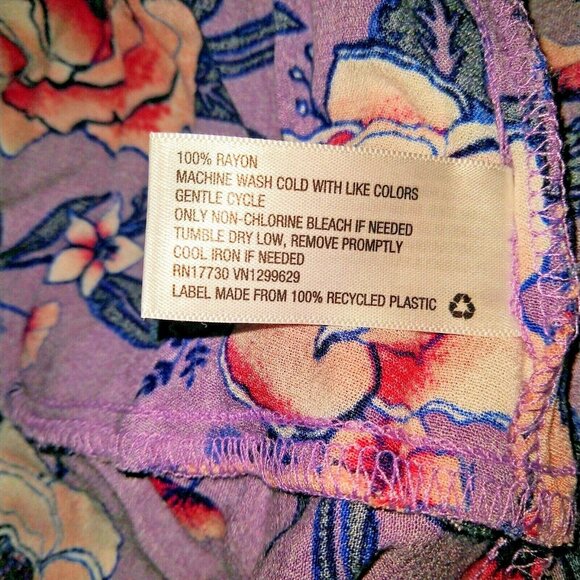 100% RAYON
MACHINE WASH COLD WITH LIKE COLORS
GENTLE CYCLE
ONLY NON-CHLORINE BLEACH IF NEEDED
TUMBLE DRY LOW, REMOVE PROMPTLY
COOL IRON IF NEEDED
RN17730 VN1299629
LABEL MADE FROM 100% RECYCLED PLASTIC